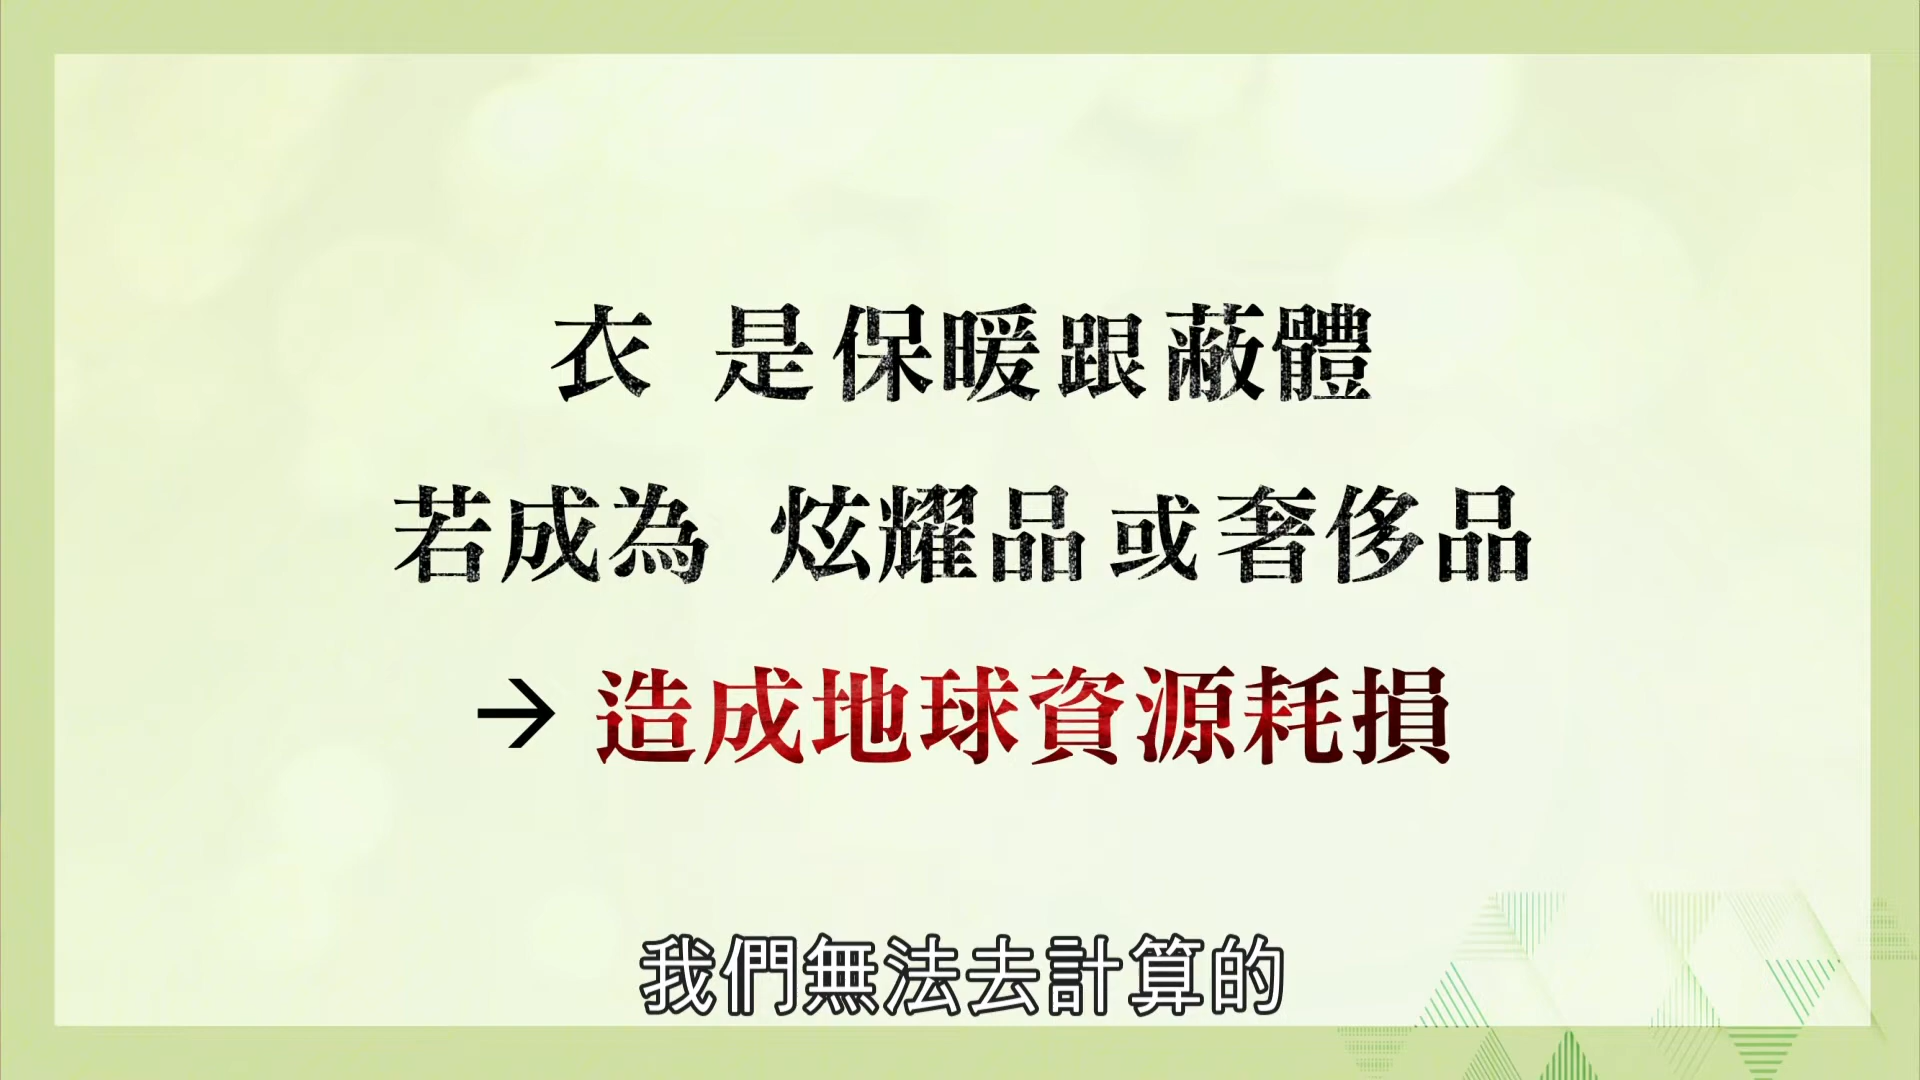 衣 是保暖跟蔽體
若成為 炫耀品或奢侈品
→ 造成地球資源耗損
我們無法去計算的